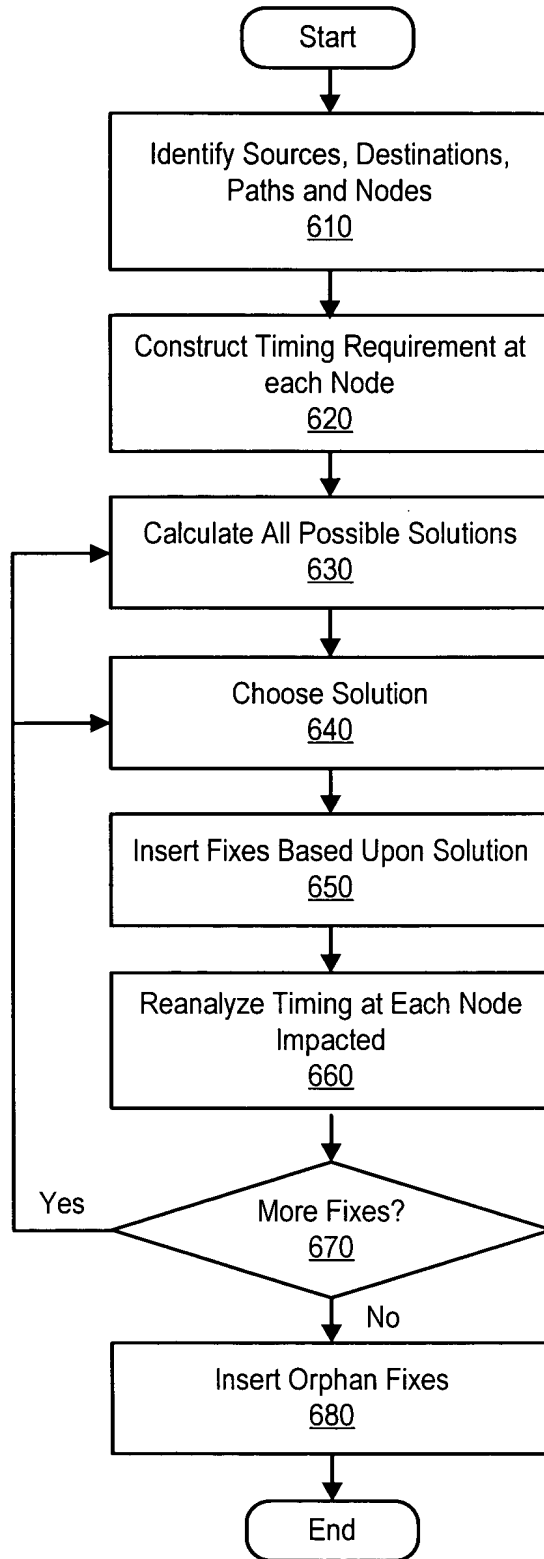 Start
Identify Sources, Destinations,
Paths and Nodes
610
Construct Timing Requirement at
each Node
620
Calculate All Possible Solutions
630
Choose Solution
640
Insert Fixes Based Upon Solution
650
Reanalyze Timing at Each Node
Impacted
660
Yes
More Fixes?
670
No
Insert Orphan Fixes
680
End